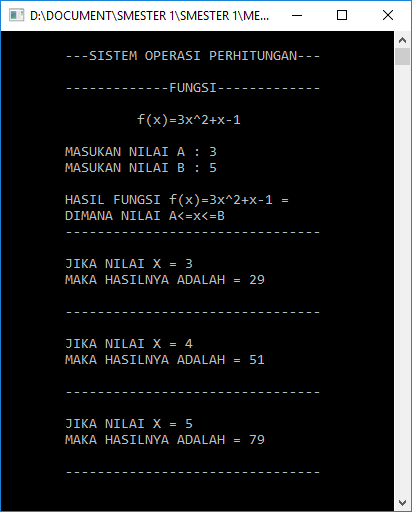 D:\DOCUMENT\SMESTER 1\SMESTER 1\ME...
---SISTEM OPERASI PERHITUNGAN---
-------------FUNGSI-------------
f(x)=3x^2+x-1
MASUKAN NILAI A : 3
MASUKAN NILAI B : 5
HASIL FUNGSI f(x)=3x^2+x-1 =
DIMANA NILAI A<=x<=B
--------------------------------
JIKA NILAI X = 3
MAKA HASILNYA ADALAH = 29
--------------------------------
JIKA NILAI X = 4
MAKA HASILNYA ADALAH = 51
--------------------------------
JIKA NILAI X = 5
MAKA HASILNYA ADALAH = 79
--------------------------------